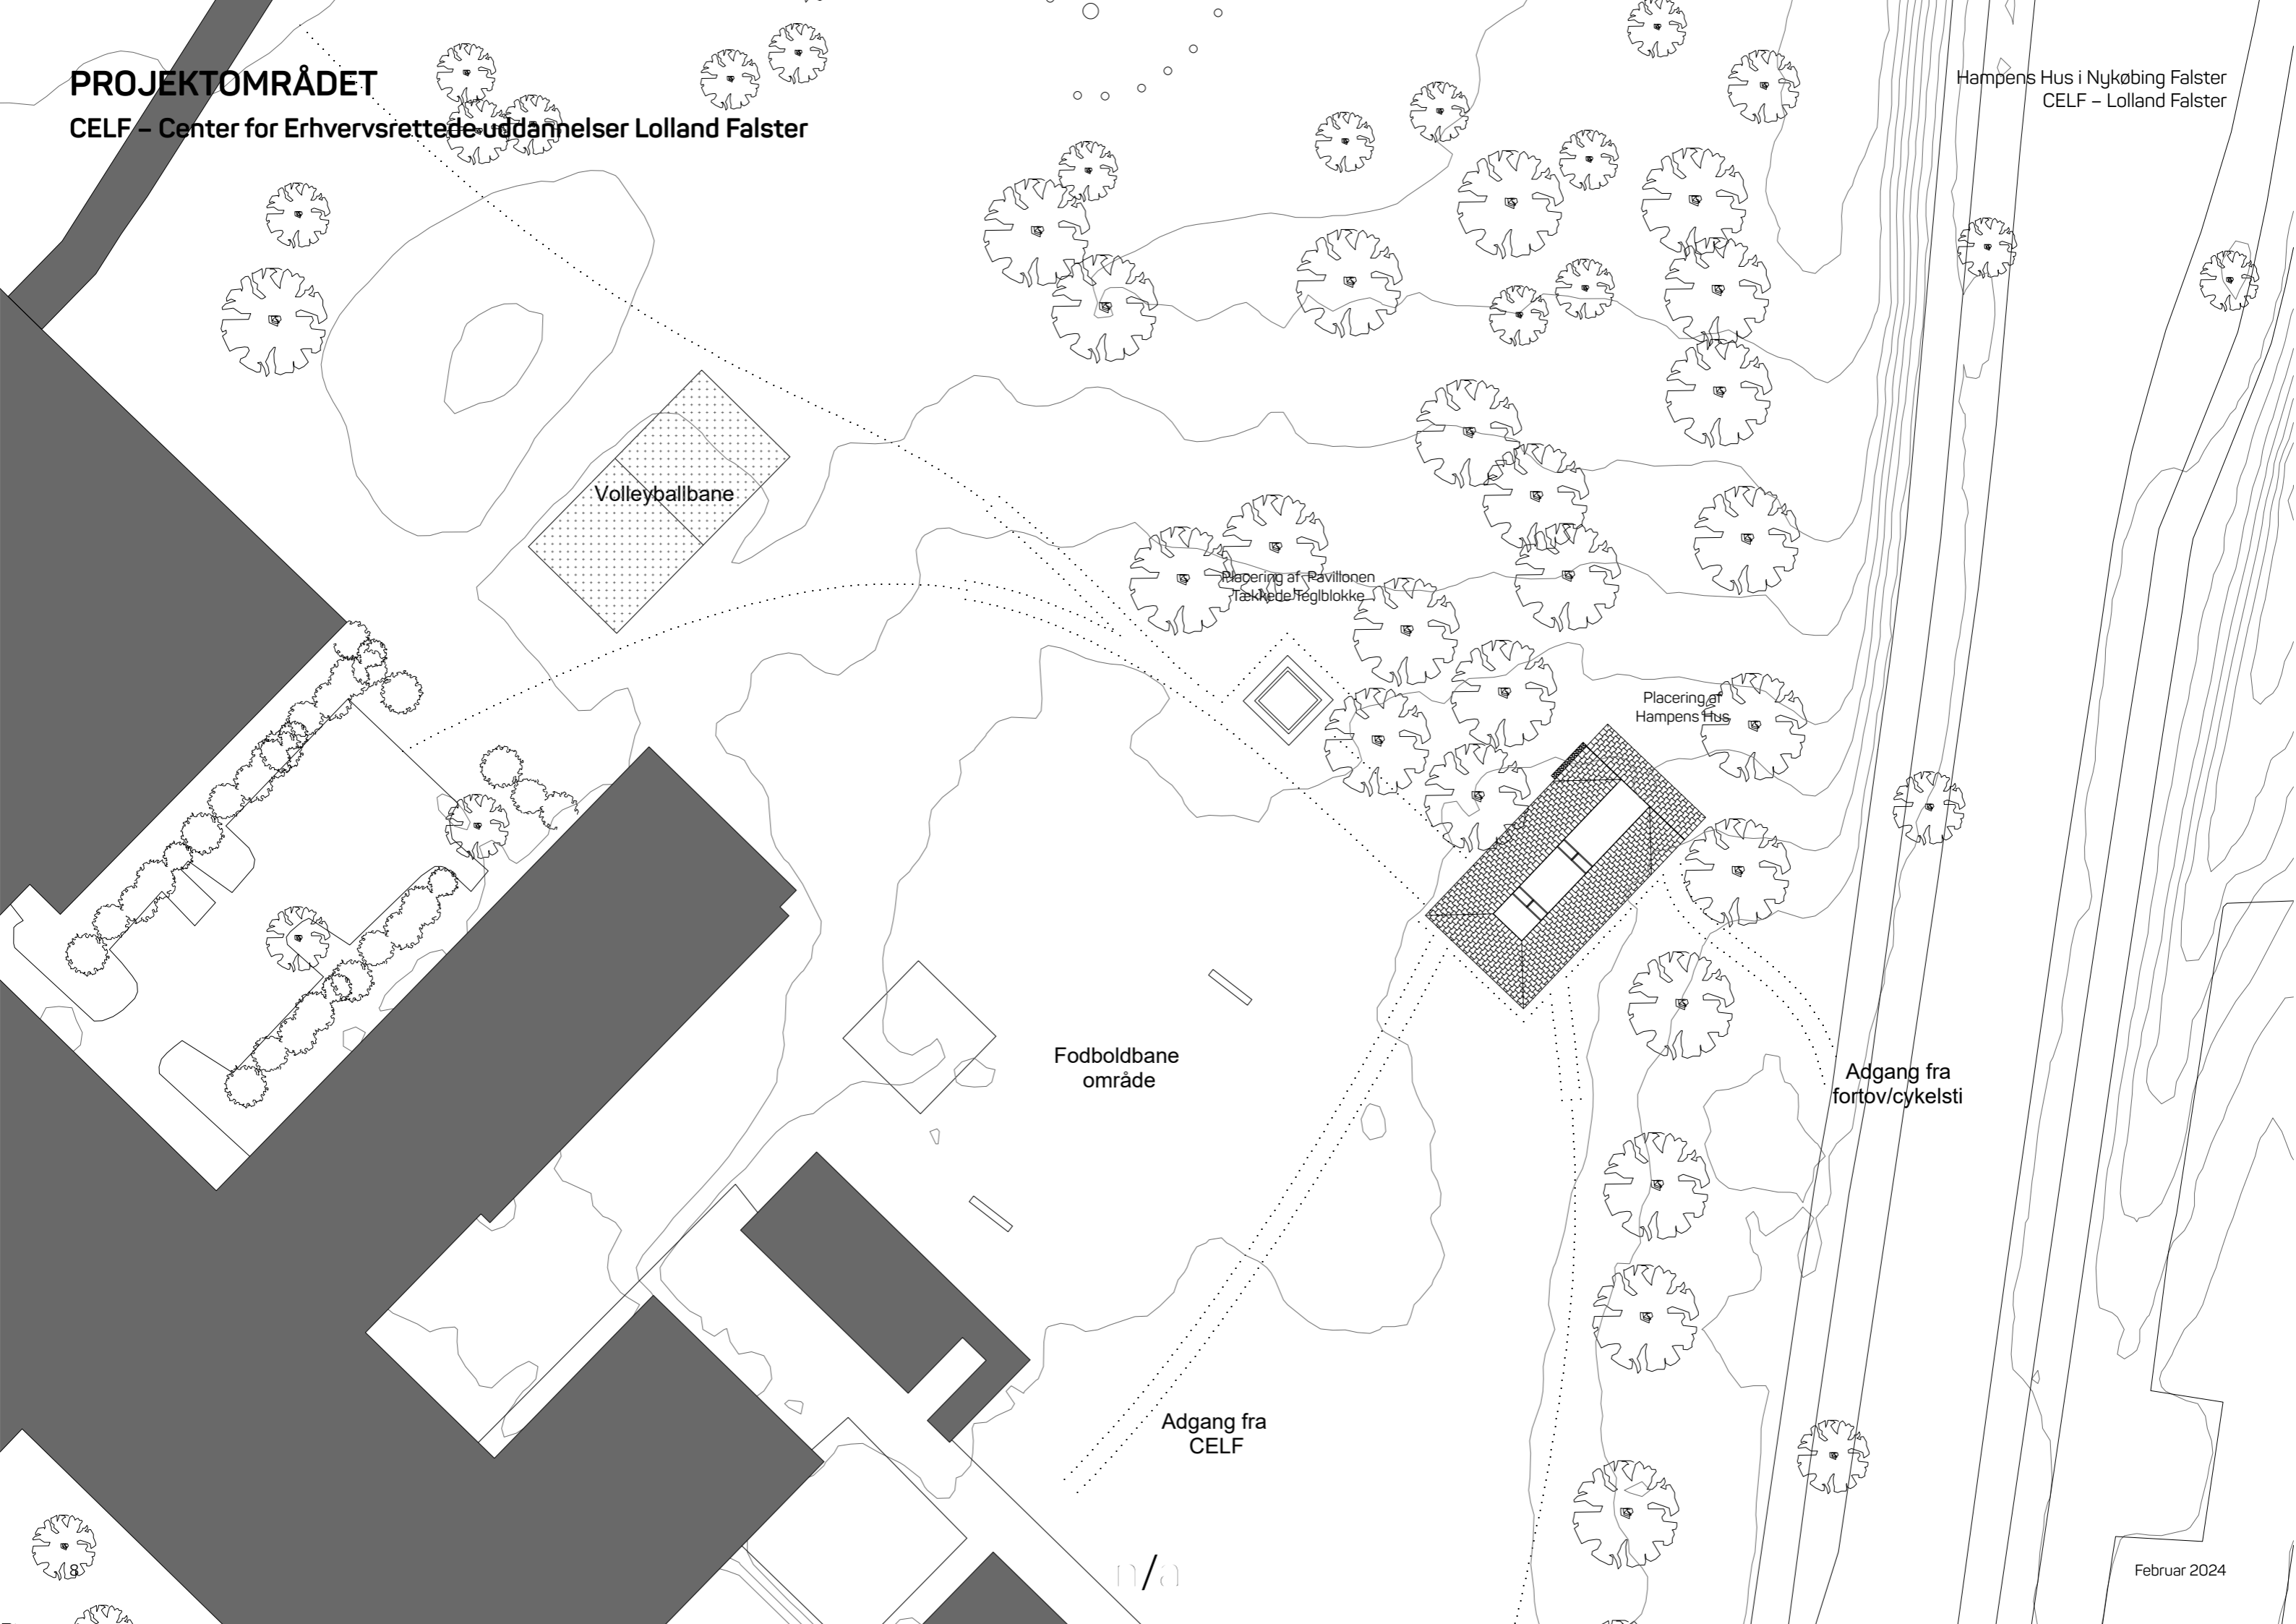 PROJEKTOMRÅDET
CELF – Center for Erhvervsrettede uddannelser Lolland Falster
Hampens Hus i Nykøbing Falster
CELF – Lolland Falster
Volleyballbane
Placering af Pavillonen
Tækkede Teglblokke
Placering af
Hampens Hus
Fodboldbane
område
Adgang fra
fortov/cykelsti
Adgang fra
CELF
8
n/a
Februar 2024